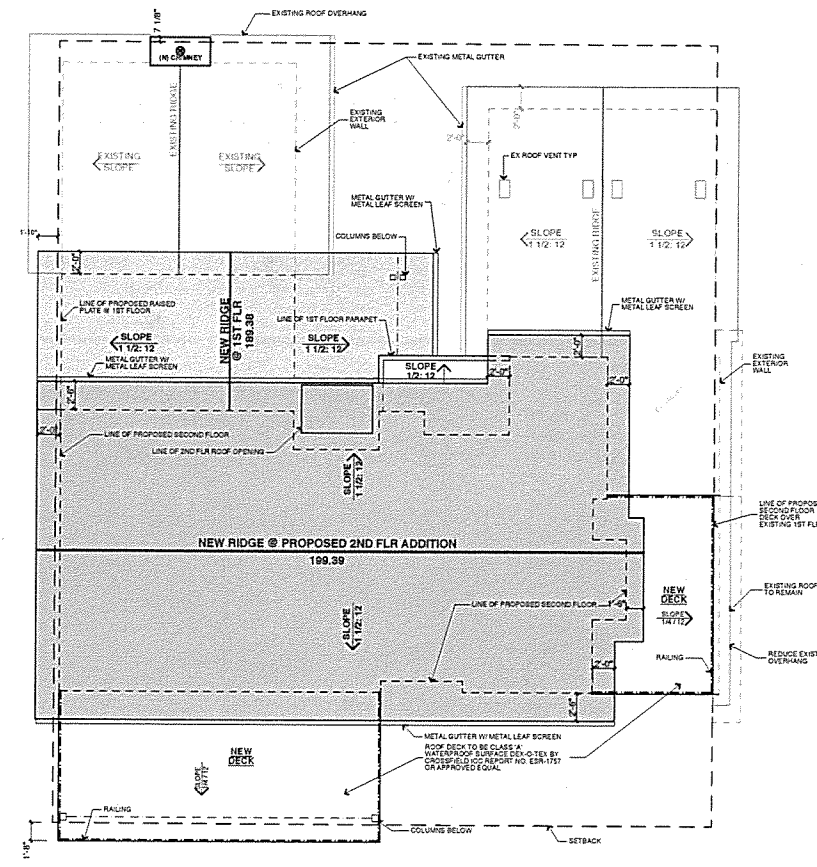 7 1/8"
EXISTING ROOF OVERHANG
(N) CHIMNEY
EXISTING METAL GUTTER
EXISTING RIDGE
EXISTING
EXTERIOR
WALL
2'-0"
2'-0"
EX ROOF VENT TYP
EXISTING
SLOPE
EXISTING
SLOPE
METAL GUTTER W/
METAL LEAF SCREEN
1'-10"
COLUMNS BELOW
SLOPE
1 1/2: 12
EXISTING RIDGE
SLOPE
1 1/2: 12
2'-0"
LINE OF PROPOSED RAISED
PLATE @ 1ST FLOOR
NEW RIDGE
@ 1ST FLR
189.38
LINE OF 1ST FLOOR PARAPET
METAL GUTTER W/
METAL LEAF SCREEN
SLOPE
1 1/2: 12
SLOPE
1 1/2: 12
2'-0"
METAL GUTTER W/
METAL LEAF SCREEN
SLOPE
1/2: 12
2'-0"
2'-0"
EXISTING
EXTERIOR
WALL
2'-6"
2'-0"
LINE OF PROPOSED SECOND FLOOR
LINE OF 2ND FLR ROOF OPENING
SLOPE
1 1/2: 12
LINE OF PROPOS
SECOND FLOOR
DECK OVER
EXISTING 1ST FL
NEW RIDGE @ PROPOSED 2ND FLR ADDITION
199.39
NEW
DECK
SLOPE
1/4 / 12
EXISTING ROOF
TO REMAIN
LINE OF PROPOSED SECOND FLOOR
1'-6"
SLOPE
1 1/2: 12
RAILING
REDUCE EXIST
OVERHANG
2'-0"
2'-6"
METAL GUTTER W/ METAL LEAF SCREEN
ROOF DECK TO BE CLASS 'A'
WATERPROOF SURFACE DEX-O-TEX BY
CROSSFIELD ICC REPORT NO. ESR-1757
OR APPROVED EQUAL
NEW
DECK
SLOPE
1/4 / 12
RAILING
COLUMNS BELOW
SETBACK
1'-8"